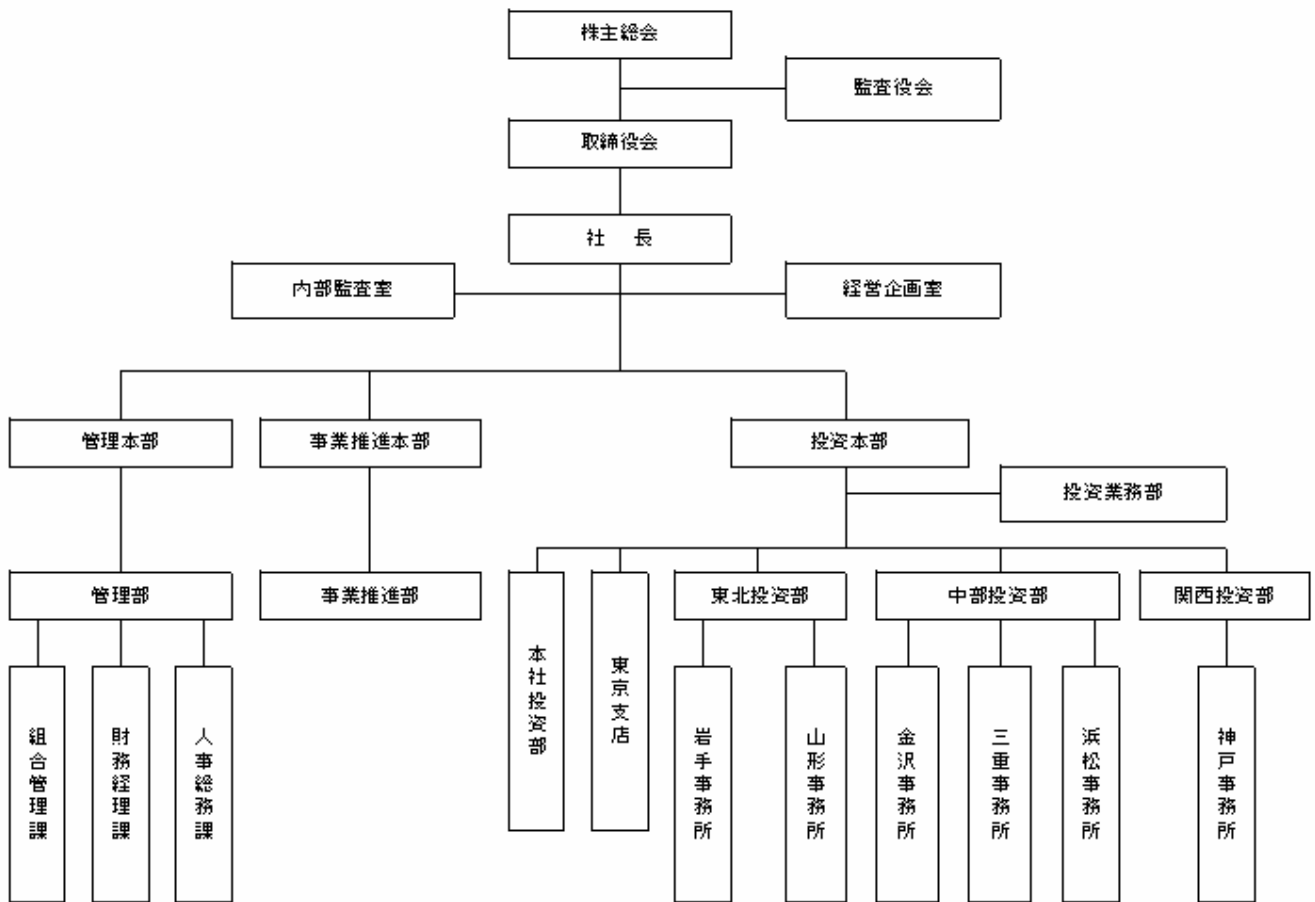 株主総会
監査役会
取締役会
社　長
内部監査室
経営企画室
管理本部
事業推進本部
投資本部
投資業務部
管理部
事業推進部
東北投資部
中部投資部
関西投資部
本社投資部
東京支店
組合管理課
財務経理課
人事総務課
岩手事務所
山形事務所
金沢事務所
三重事務所
浜松事務所
神戸事務所